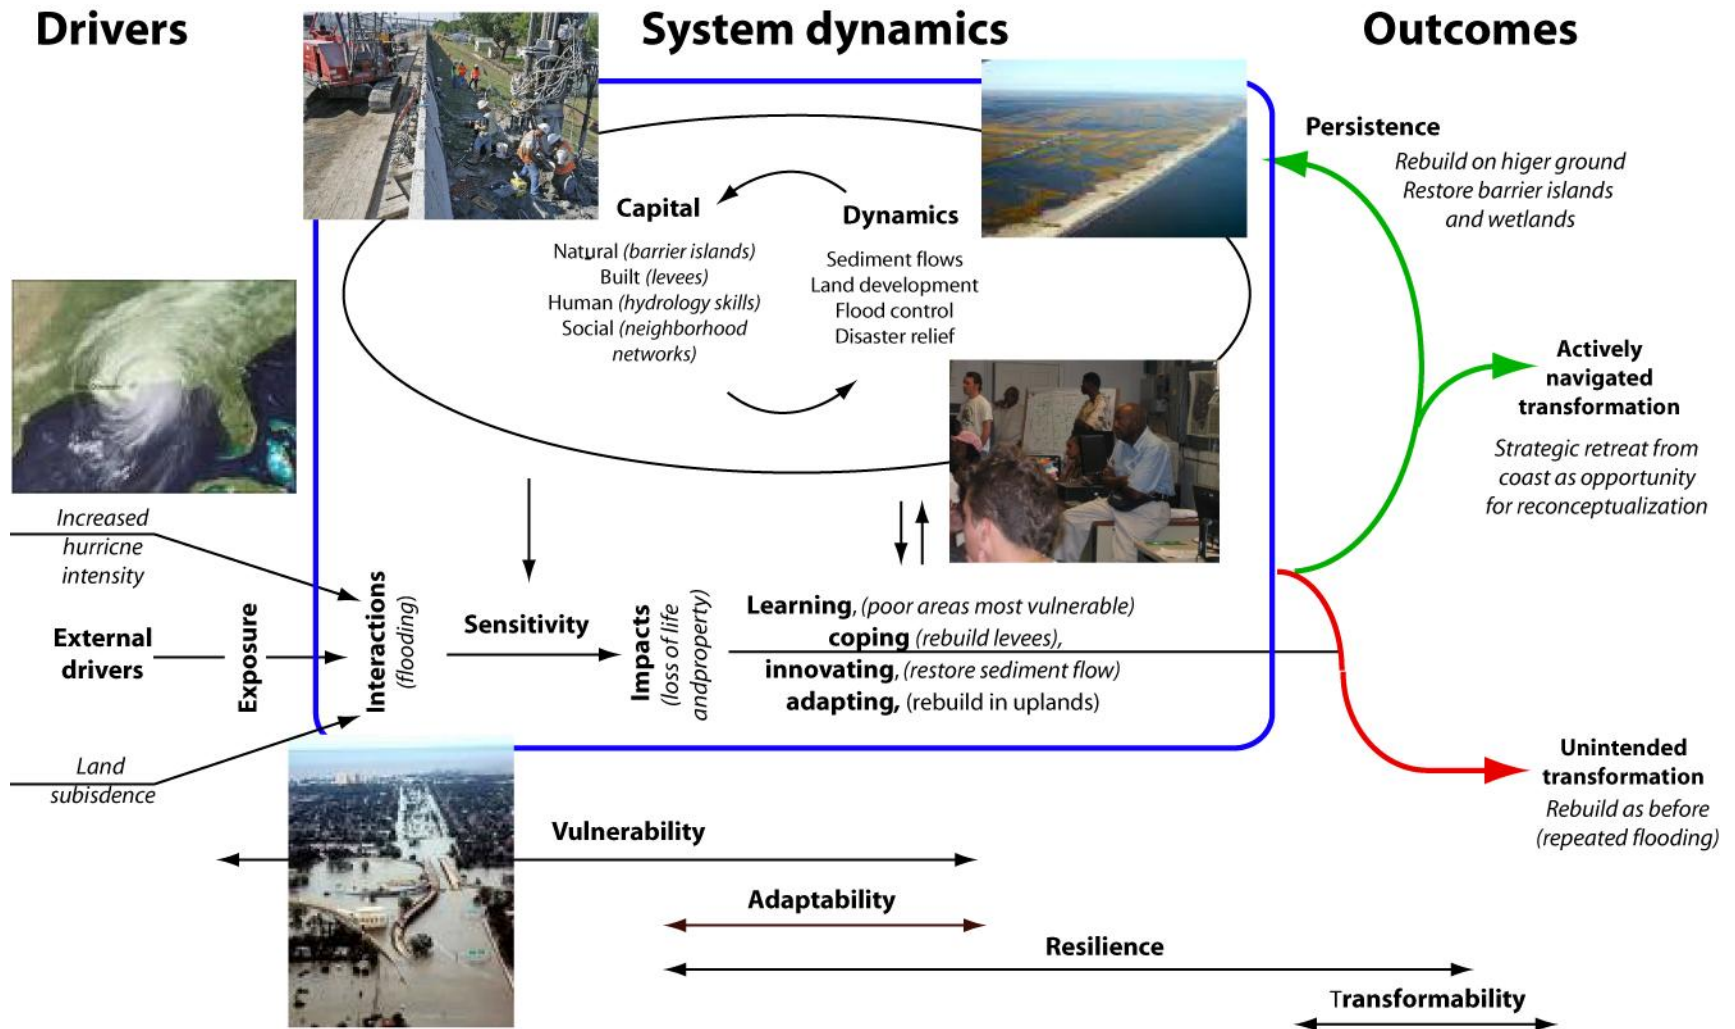 Drivers
System dynamics
Outcomes
Capital
Natural (barrier islands)
Built (levees)
Human (hydrology skills)
Social (neighborhood
networks)
Dynamics
Sediment flows
Land development
Flood control
Disaster relief
Persistence
Rebuild on higer ground
Restore barrier islands
and wetlands
Actively
navigated
transformation
Strategic retreat from
coast as opportunity
for reconceptualization
Increased
hurricne
intensity
External
drivers
Land
subisdence
Exposure
Interactions
(flooding)
Sensitivity
Impacts
(loss of life
andproperty)
Learning, (poor areas most vulnerable)
coping (rebuild levees),
innovating, (restore sediment flow)
adapting, (rebuild in uplands)
Unintended
transformation
Rebuild as before
(repeated flooding)
Vulnerability
Adaptability
Resilience
Transformability